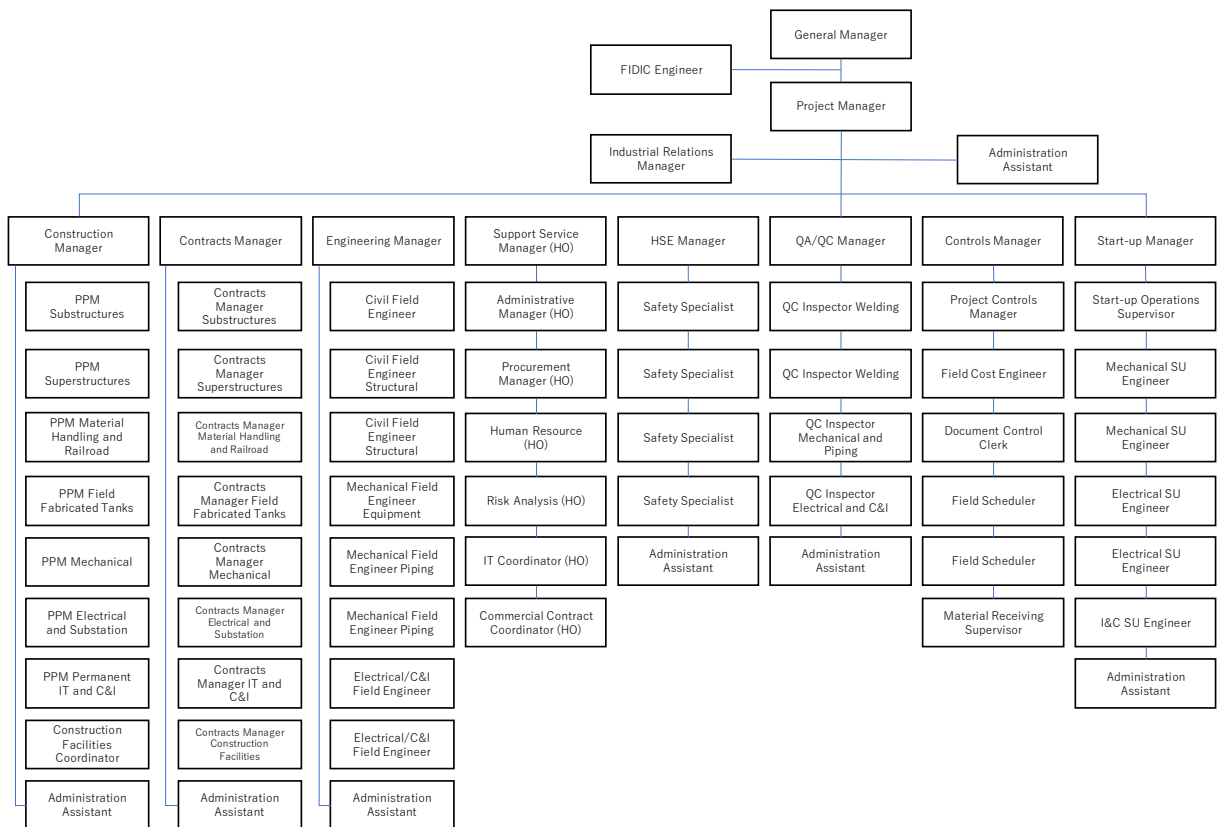 General Manager
FIDIC Engineer
Project Manager
Industrial Relations
Manager
Administration
Assistant
Construction
Manager
Contracts Manager
Engineering Manager
Support Service
Manager (HO)
HSE Manager
QA/QC Manager
Controls Manager
Start-up Manager
PPM
Substructures
Contracts
Manager
Substructures
Civil Field
Engineer
Administrative
Manager (HO)
Safety Specialist
QC Inspector Welding
Project Controls
Manager
Start-up Operations
Supervisor
PPM
Superstructures
Contracts
Manager
Superstructures
Civil Field
Engineer
Structural
Procurement
Manager (HO)
Safety Specialist
QC Inspector Welding
Field Cost Engineer
Mechanical SU
Engineer
PPM Material
Handling and
Railroad
Contracts Manager
Material Handling
and Railroad
Civil Field
Engineer
Structural
Human Resource
(HO)
Safety Specialist
QC Inspector
Mechanical and
Piping
Document Control
Clerk
Mechanical SU
Engineer
PPM Field
Fabricated Tanks
Contracts
Manager Field
Fabricated Tanks
Mechanical Field
Engineer
Equipment
Risk Analysis (HO)
Safety Specialist
QC Inspector
Electrical and C&I
Field Scheduler
Electrical SU
Engineer
PPM Mechanical
Contracts
Manager
Mechanical
Mechanical Field
Engineer Piping
IT Coordinator (HO)
Administration
Assistant
Administration
Assistant
Field Scheduler
Electrical SU
Engineer
PPM Electrical
and Substation
Contracts Manager
Electrical and
Substation
Mechanical Field
Engineer Piping
Commercial Contract
Coordinator (HO)
Material Receiving
Supervisor
I&C SU Engineer
PPM Permanent
IT and C&I
Contracts
Manager IT and
C&I
Electrical/C&I
Field Engineer
Administration
Assistant
Construction
Facilities
Coordinator
Contracts Manager
Construction
Facilities
Electrical/C&I
Field Engineer
Administration
Assistant
Administration
Assistant
Administration
Assistant